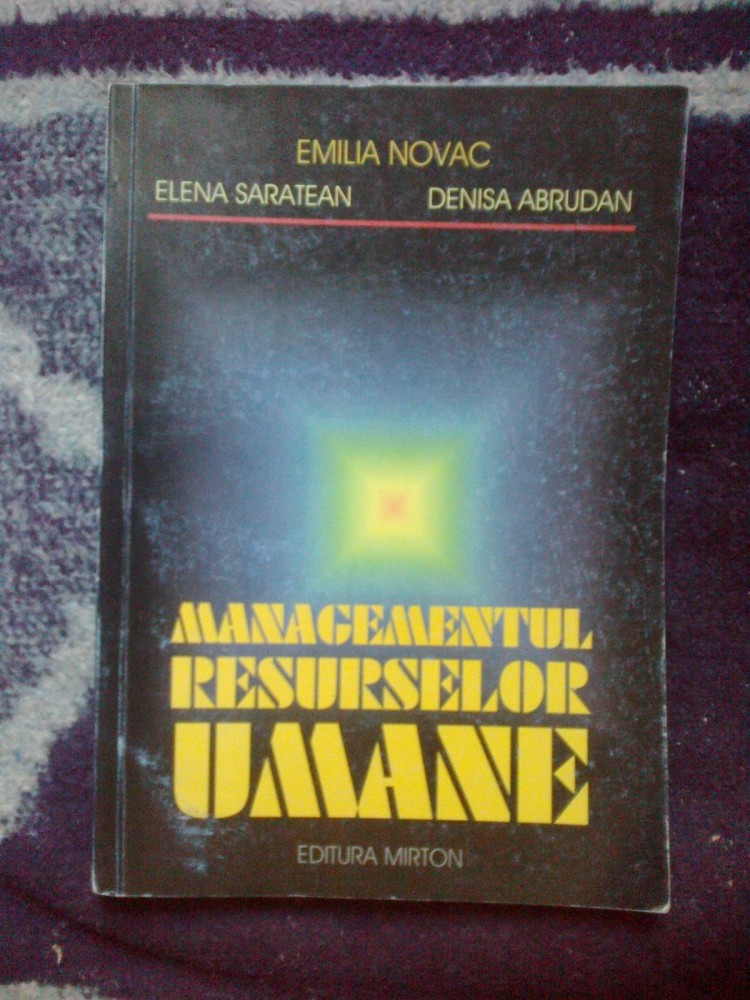 EMILIA NOVAC
ELENA SARATEAN DENISA ABRUDAN
MANAGEMENTUL
RESURSELOR
UMANE
EDITURA MIRTON